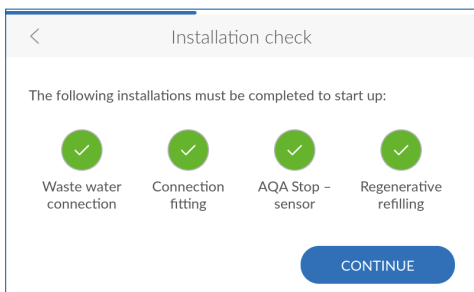 Installation check
The following installations must be completed to start up:
Waste water
connection
Connection
fitting
AQA Stop –
sensor
Regenerative
refilling
CONTINUE